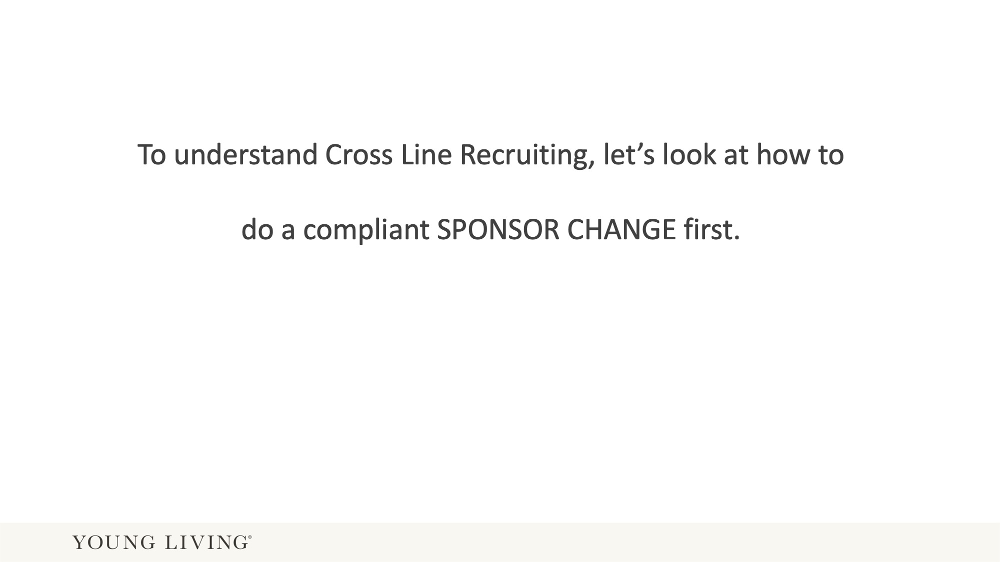 To understand Cross Line Recruiting, let’s look at how to
do a compliant SPONSOR CHANGE first.
YOUNG LIVING®